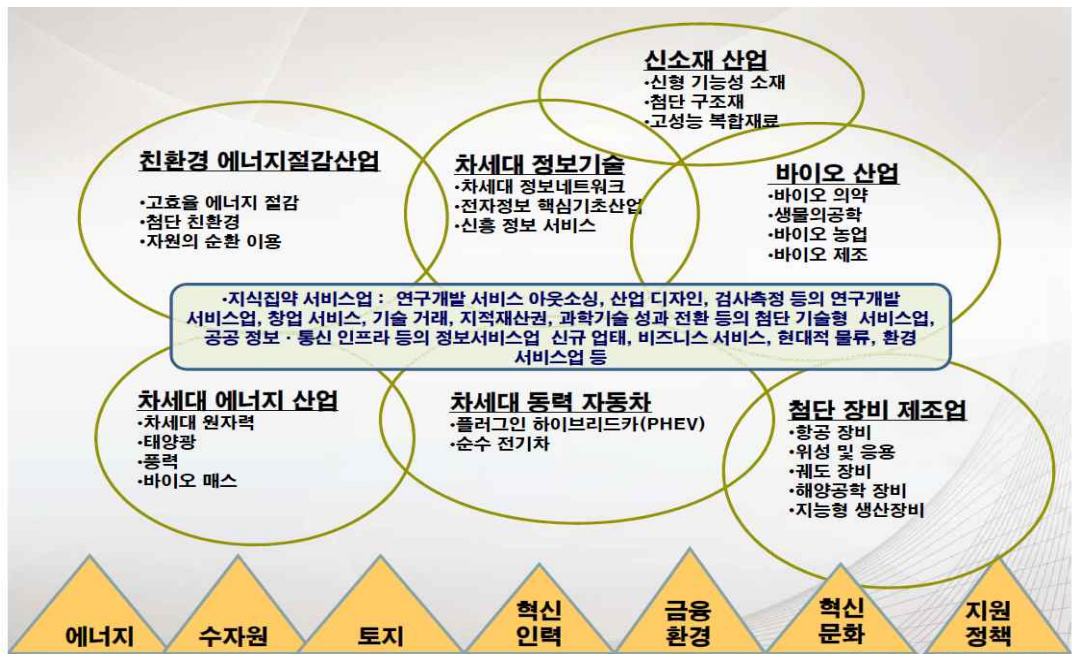 신소재 산업
•신형 기능성 소재
•첨단 구조재
•고성능 복합재료
친환경 에너지절감산업
•고효율 에너지 절감
•첨단 친환경
•자원의 순환 이용
차세대 정보기술
•차세대 정보네트워크
•전자정보 핵심기초산업
•신흥 정보 서비스
바이오 산업
•바이오 의약
•생물의공학
•바이오 농업
•바이오 제조
•지식집약 서비스업 : 연구개발 서비스 아웃소싱, 산업 디자인, 검사측정 등의 연구개발
서비스업, 창업 서비스, 기술 거래, 지적재산권, 과학기술 성과 전환 등의 첨단 기술형 서비스업,
공공 정보 · 통신 인프라 등의 정보서비스업 신규 업태, 비즈니스 서비스, 현대적 물류, 환경
서비스업 등
차세대 에너지 산업
•차세대 원자력
•태양광
•풍력
•바이오 매스
차세대 동력 자동차
•플러그인 하이브리드카(PHEV)
•순수 전기차
첨단 장비 제조업
•항공 장비
•위성 및 응용
•궤도 장비
•해양공학 장비
•지능형 생산장비
에너지
수자원
토지
혁신
인력
금융
환경
혁신
문화
지원
정책